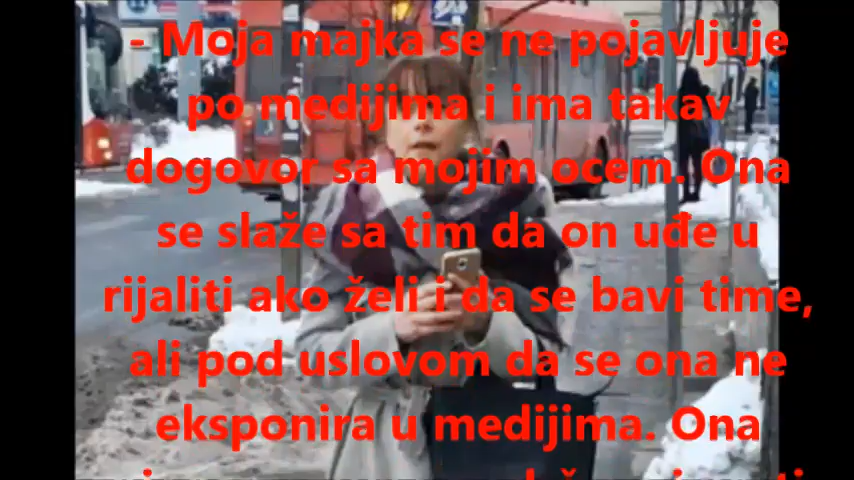 - Moja majka se ne pojavljuje
po medijima i ima takav
dogovor sa mojim ocem. Ona
se slaže sa tim da on uđe u
rijaliti ako želi i da se bavi time,
ali pod uslovom da se ona ne
eksponira u medijima. Ona